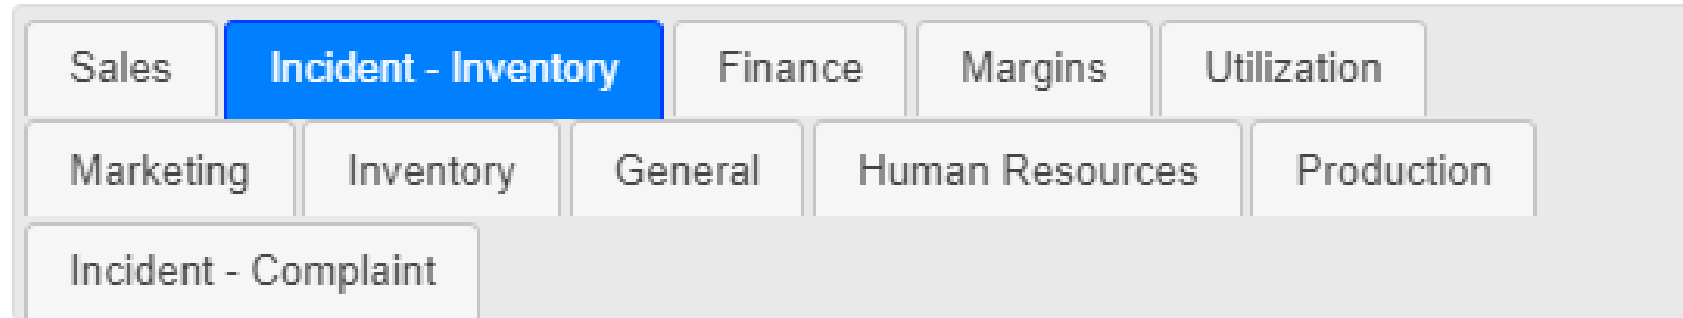 Sales Incident - Inventory Finance Margins Utilization
Marketing Inventory General Human Resources Production
Incident - Complaint